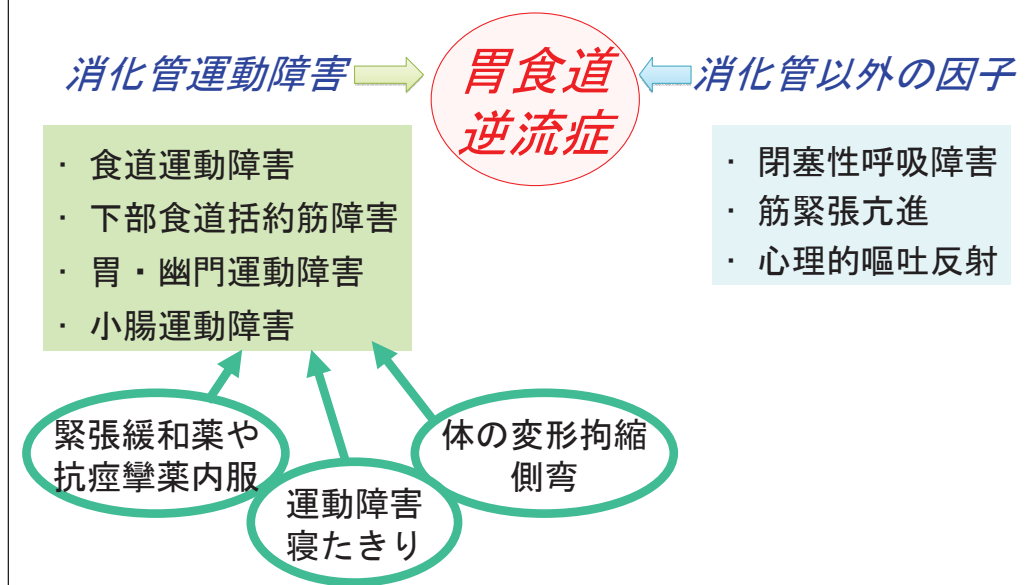 消化管運動障害
胃食道
逆流症
消化管以外の因子
・ 食道運動障害
・ 下部食道括約筋障害
・ 胃・幽門運動障害
・ 小腸運動障害
・ 閉塞性呼吸障害
・ 筋緊張亢進
・ 心理的嘔吐反射
緊張緩和薬や
抗痙攣薬内服
運動障害
寝たきり
体の変形拘縮
側弯